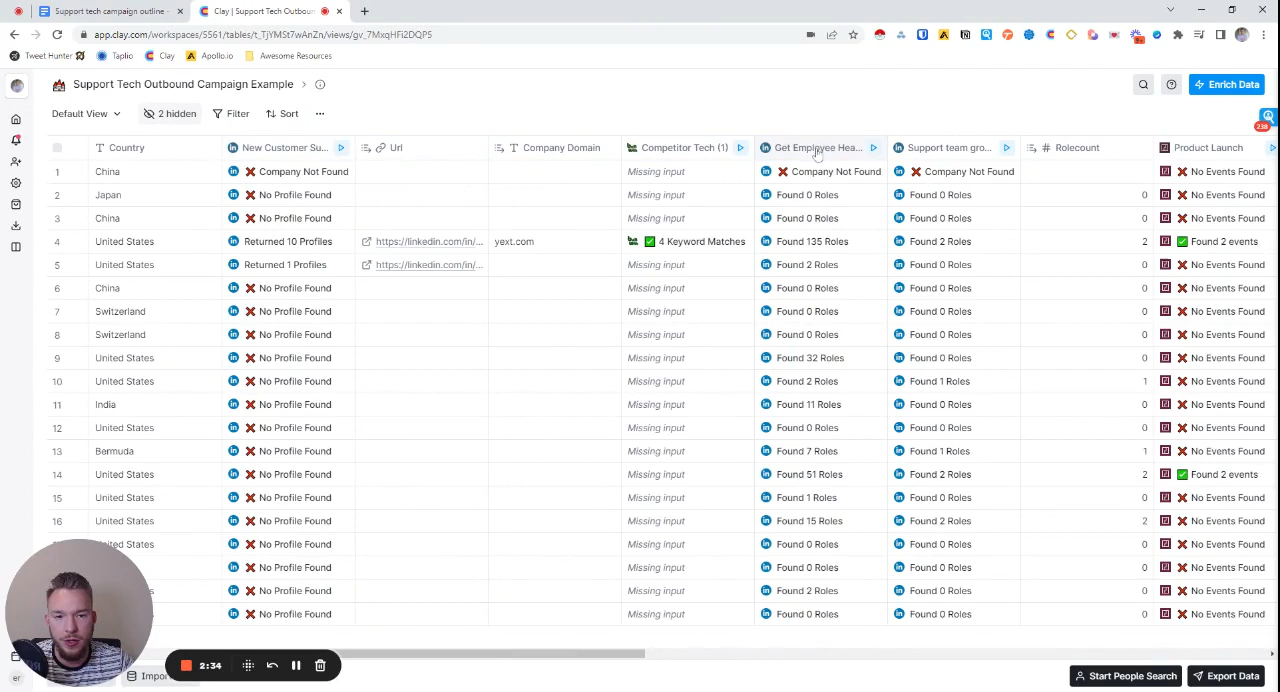 Support tech campaign outline -
Clay | Support Tech Outboun
app.clay.com/workspaces/5561/tables/t_TjYMSt7wAnZn/views/gv_7MxqHFi2DQP5
9+
Tweet Hunter
Taplio
Clay
Apollo.io
Awesome Resources
Support Tech Outbound Campaign Example
Enrich Data
Default View
2 hidden
Filter
Sort
238
Country New Customer Su... Url Company Domain Competitor Tech (1) Get Employee Hea... Support team gro... Rolecount Product Launch
1 China Company Not Found Missing input Company Not Found Company Not Found No Events Found
2 Japan No Profile Found Missing input Found 0 Roles Found 0 Roles 0 No Events Found
3 China No Profile Found Missing input Found 0 Roles Found 0 Roles 0 No Events Found
4 United States Returned 10 Profiles https://linkedin.com/in/... yext.com 4 Keyword Matches Found 135 Roles Found 2 Roles 2 Found 2 events
5 United States Returned 1 Profiles https://linkedin.com/in/... Missing input Found 2 Roles Found 0 Roles 0 No Events Found
6 China No Profile Found Missing input Found 0 Roles Found 0 Roles 0 No Events Found
7 Switzerland No Profile Found Missing input Found 0 Roles Found 0 Roles 0 No Events Found
8 Switzerland No Profile Found Missing input Found 0 Roles Found 0 Roles 0 No Events Found
9 United States No Profile Found Missing input Found 32 Roles Found 0 Roles 0 No Events Found
10 United States No Profile Found Missing input Found 2 Roles Found 1 Roles 1 No Events Found
11 India No Profile Found Missing input Found 11 Roles Found 0 Roles 0 No Events Found
12 United States No Profile Found Missing input Found 0 Roles Found 0 Roles 0 No Events Found
13 Bermuda No Profile Found Missing input Found 7 Roles Found 1 Roles 1 No Events Found
14 United States No Profile Found Missing input Found 51 Roles Found 2 Roles 2 Found 2 events
15 United States No Profile Found Missing input Found 1 Roles Found 0 Roles 0 No Events Found
16 United States No Profile Found Missing input Found 15 Roles Found 2 Roles 2 No Events Found
States No Profile Found Missing input Found 0 Roles Found 0 Roles 0 No Events Found
States No Profile Found Missing input Found 0 Roles Found 0 Roles 0 No Events Found
States No Profile Found Missing input Found 2 Roles Found 0 Roles 0 No Events Found
States No Profile Found Missing input Found 0 Roles Found 0 Roles 0 No Events Found
2:34
er
Impor
Start People Search
Export Data